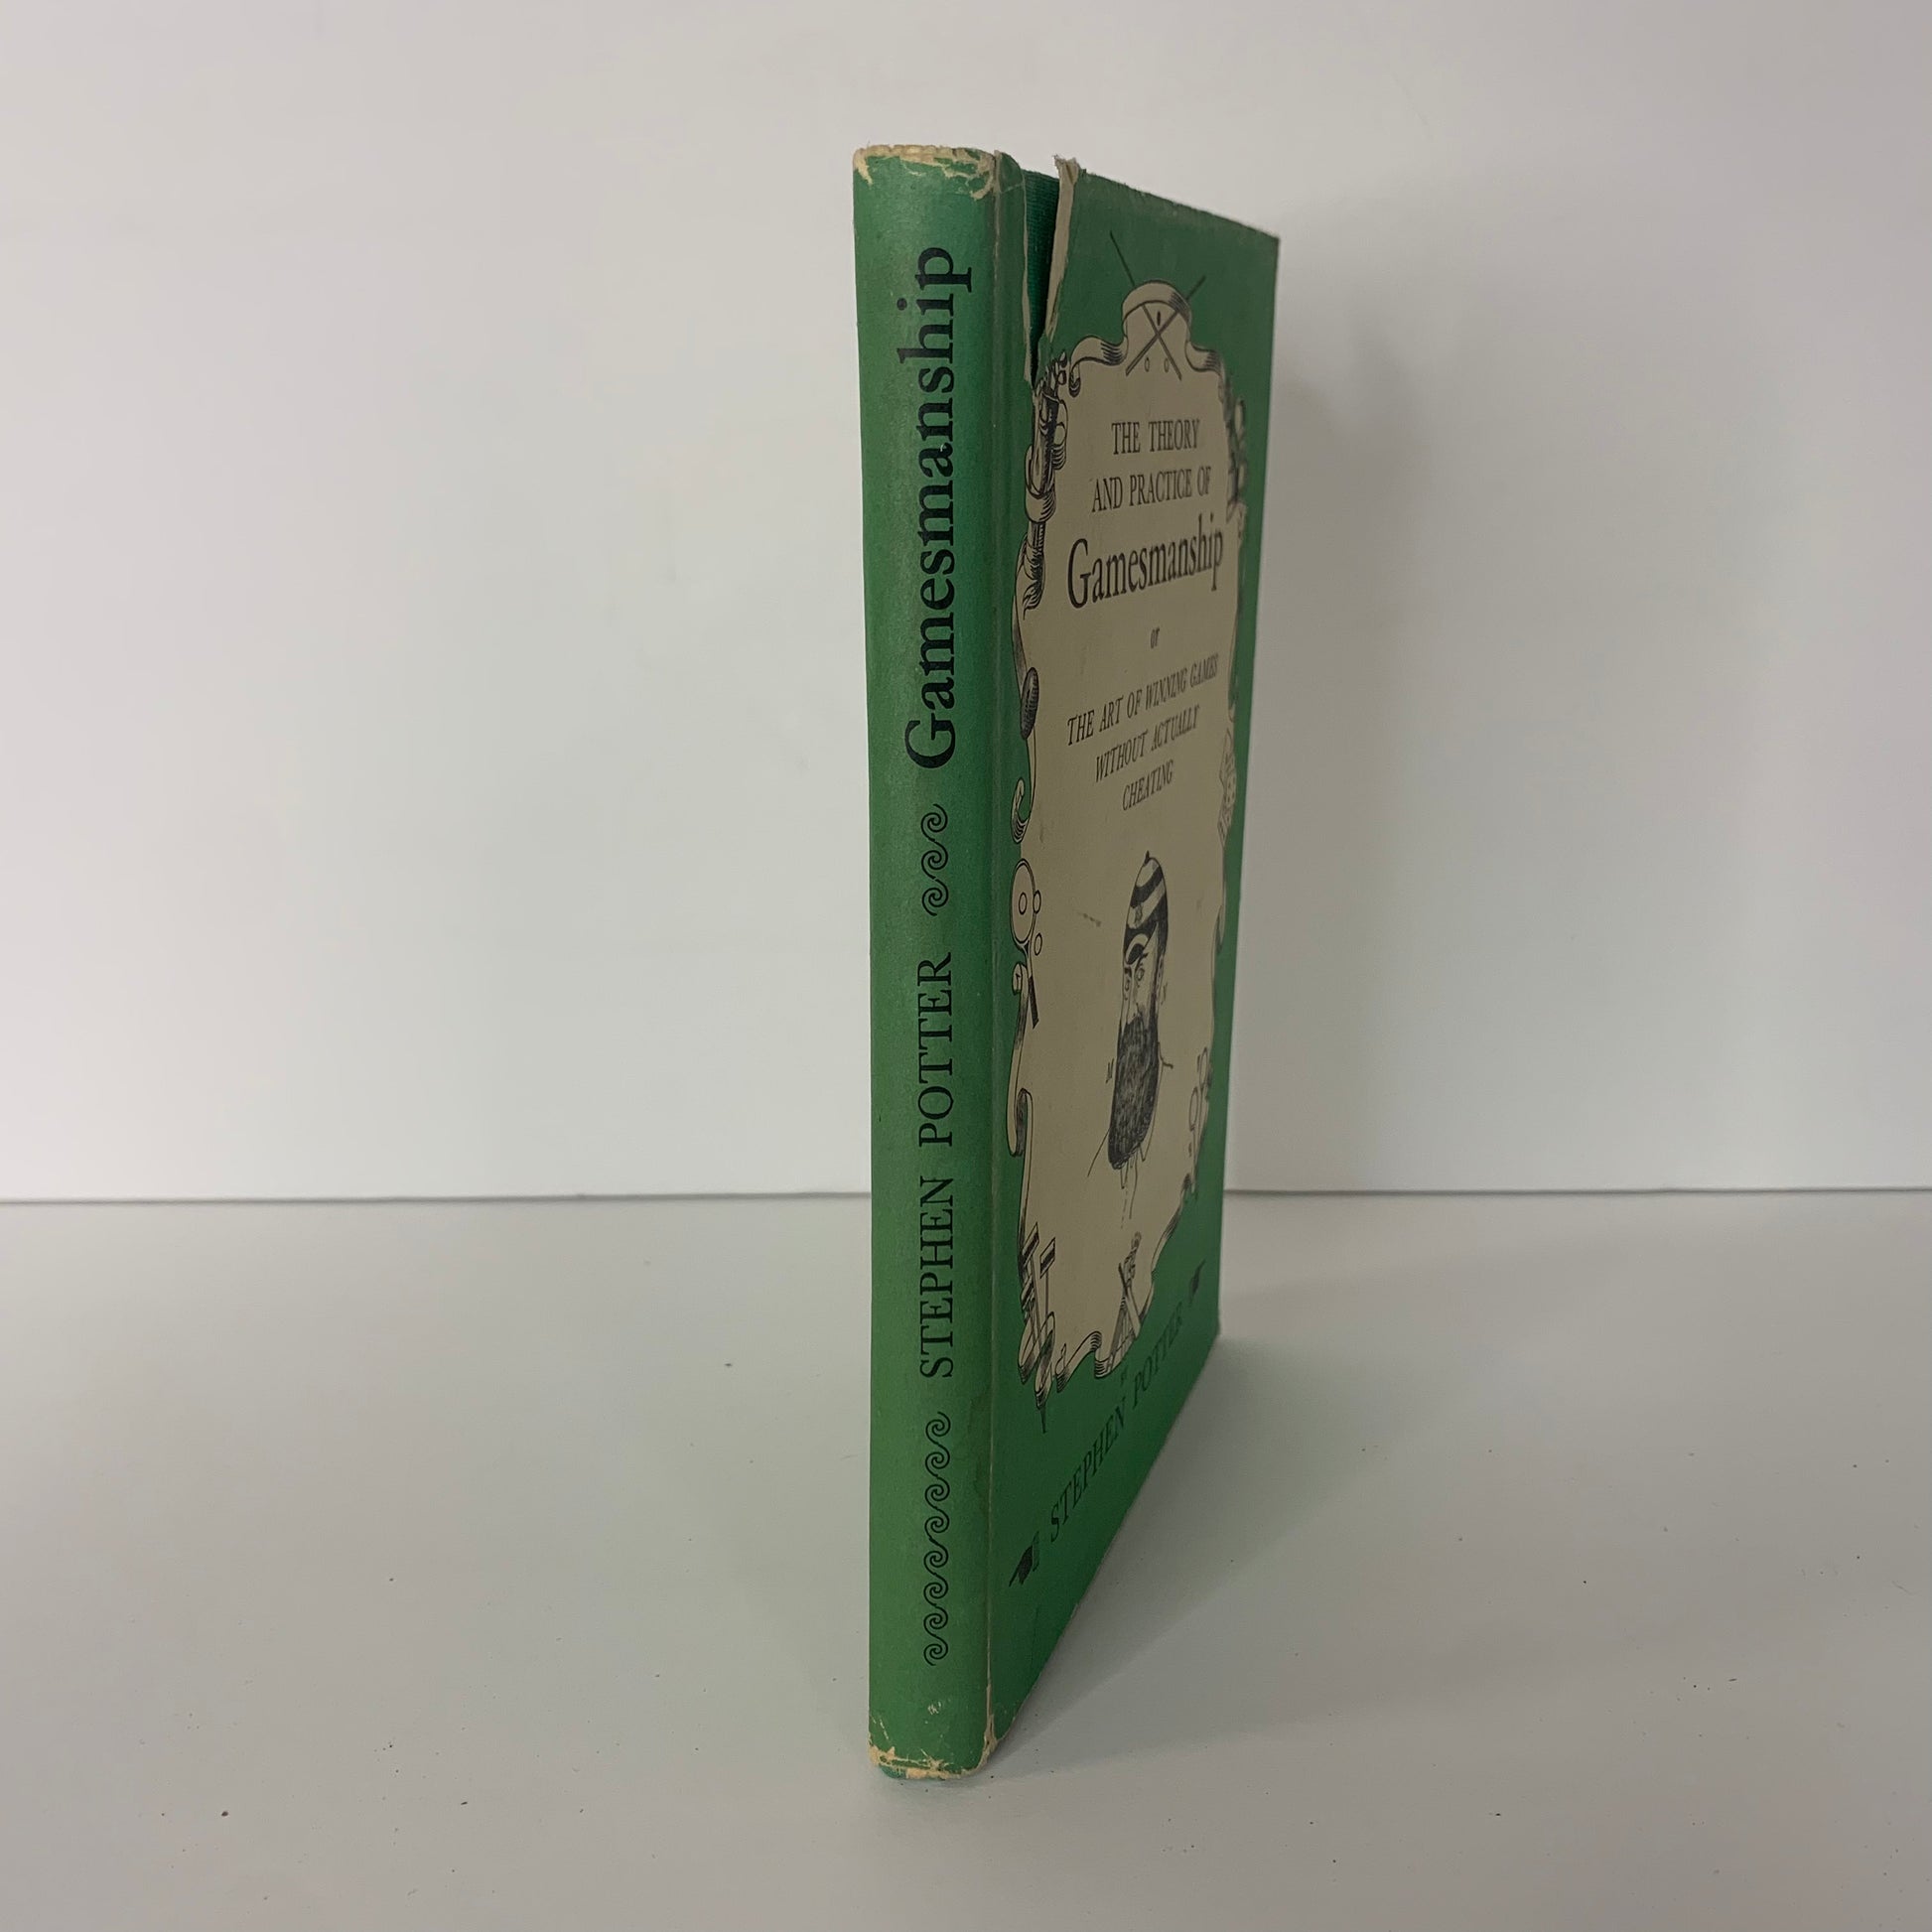 STEPHEN POTTER Gamesmanship
THE THEORY
AND PRACTICE OF
Gamesmanship
or
THE ART OF WINNING GAMES
WITHOUT ACTUALLY
CHEATING
M
N
BY
STEPHEN POTTER